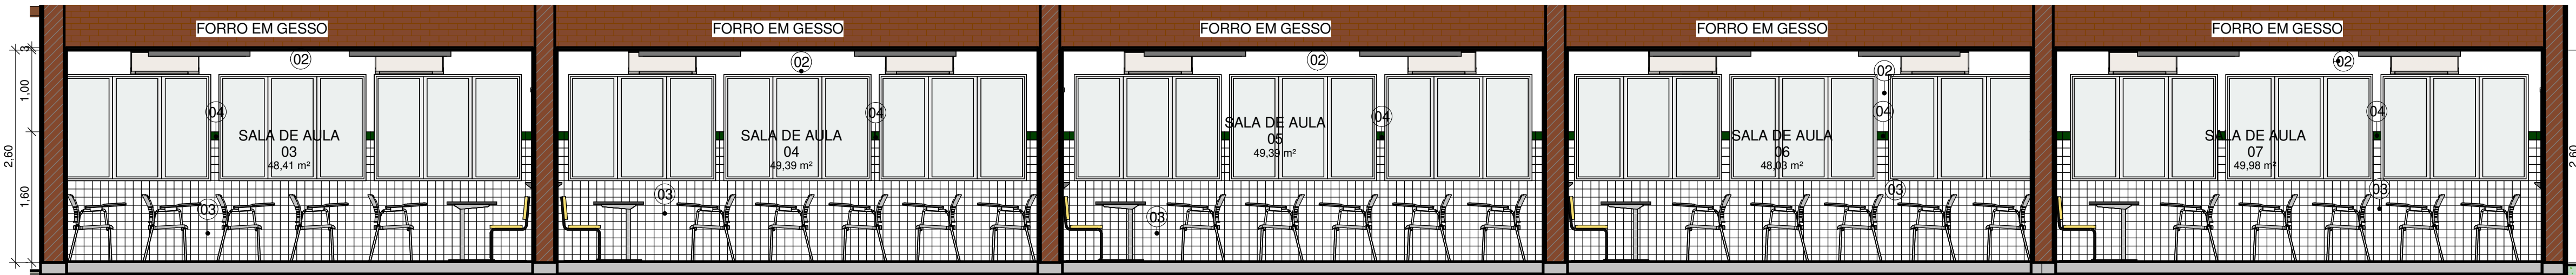 FORRO EM GESSO
FORRO EM GESSO
FORRO EM GESSO
FORRO EM GESSO
FORRO EM GESSO
3
1,00
2,60
1,60
02
04
SALA DE AULA
03
48,41 m²
03
02
04
SALA DE AULA
04
49,39 m²
03
02
04
SALA DE AULA
05
49,39 m²
03
02
04
SALA DE AULA
06
48,03 m²
03
02
04
SALA DE AULA
07
49,98 m²
03
2,60